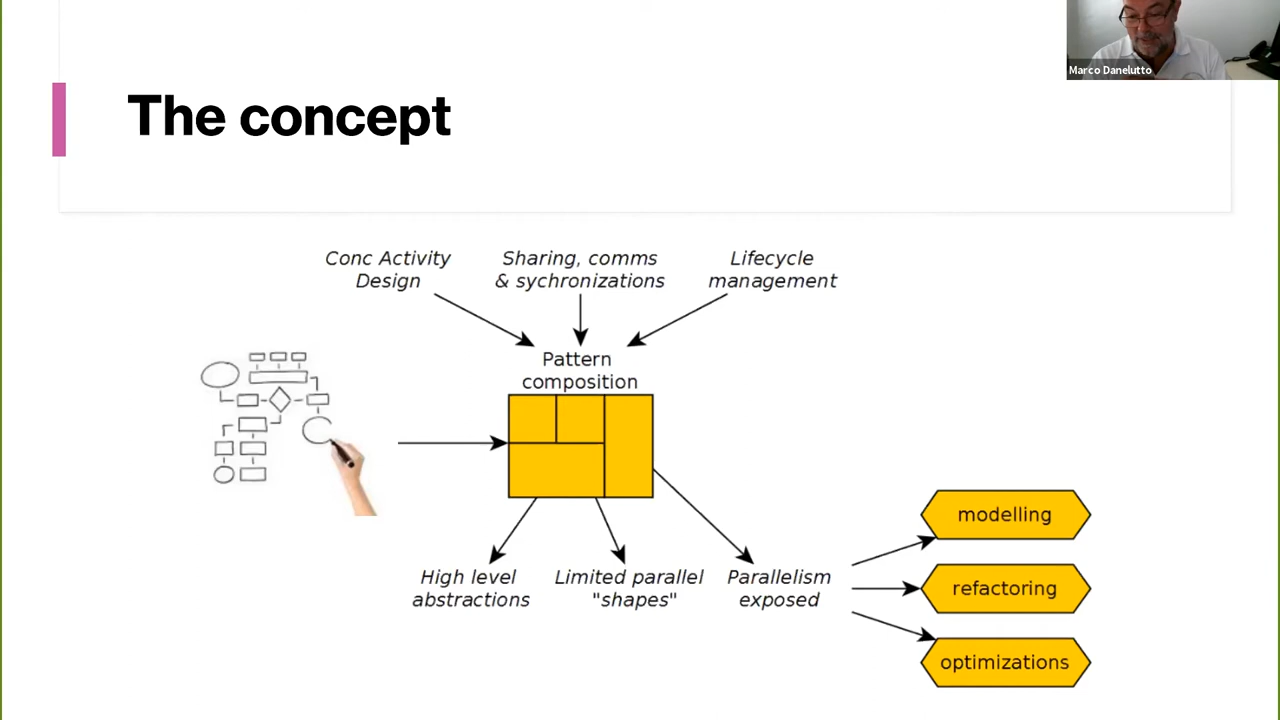 Marco Danelutto
The concept
Conc Activity
Design
Sharing, comms
& sychronizations
Lifecycle
management
Pattern
composition
High level
abstractions
Limited parallel
"shapes"
Parallelism
exposed
modelling
refactoring
optimizations